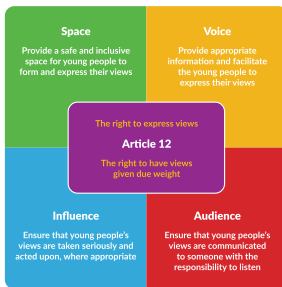 Space
Provide a safe and inclusive
space for young people to
form and express their views
Voice
Provide appropriate
information and facilitate
the young people to
express their views
The right to express views
Article 12
The right to have views
given due weight
Influence
Ensure that young people's
views are taken seriously and
acted upon, where appropriate
Audience
Ensure that young people's
views are communicated
to someone with the
responsibility to listen